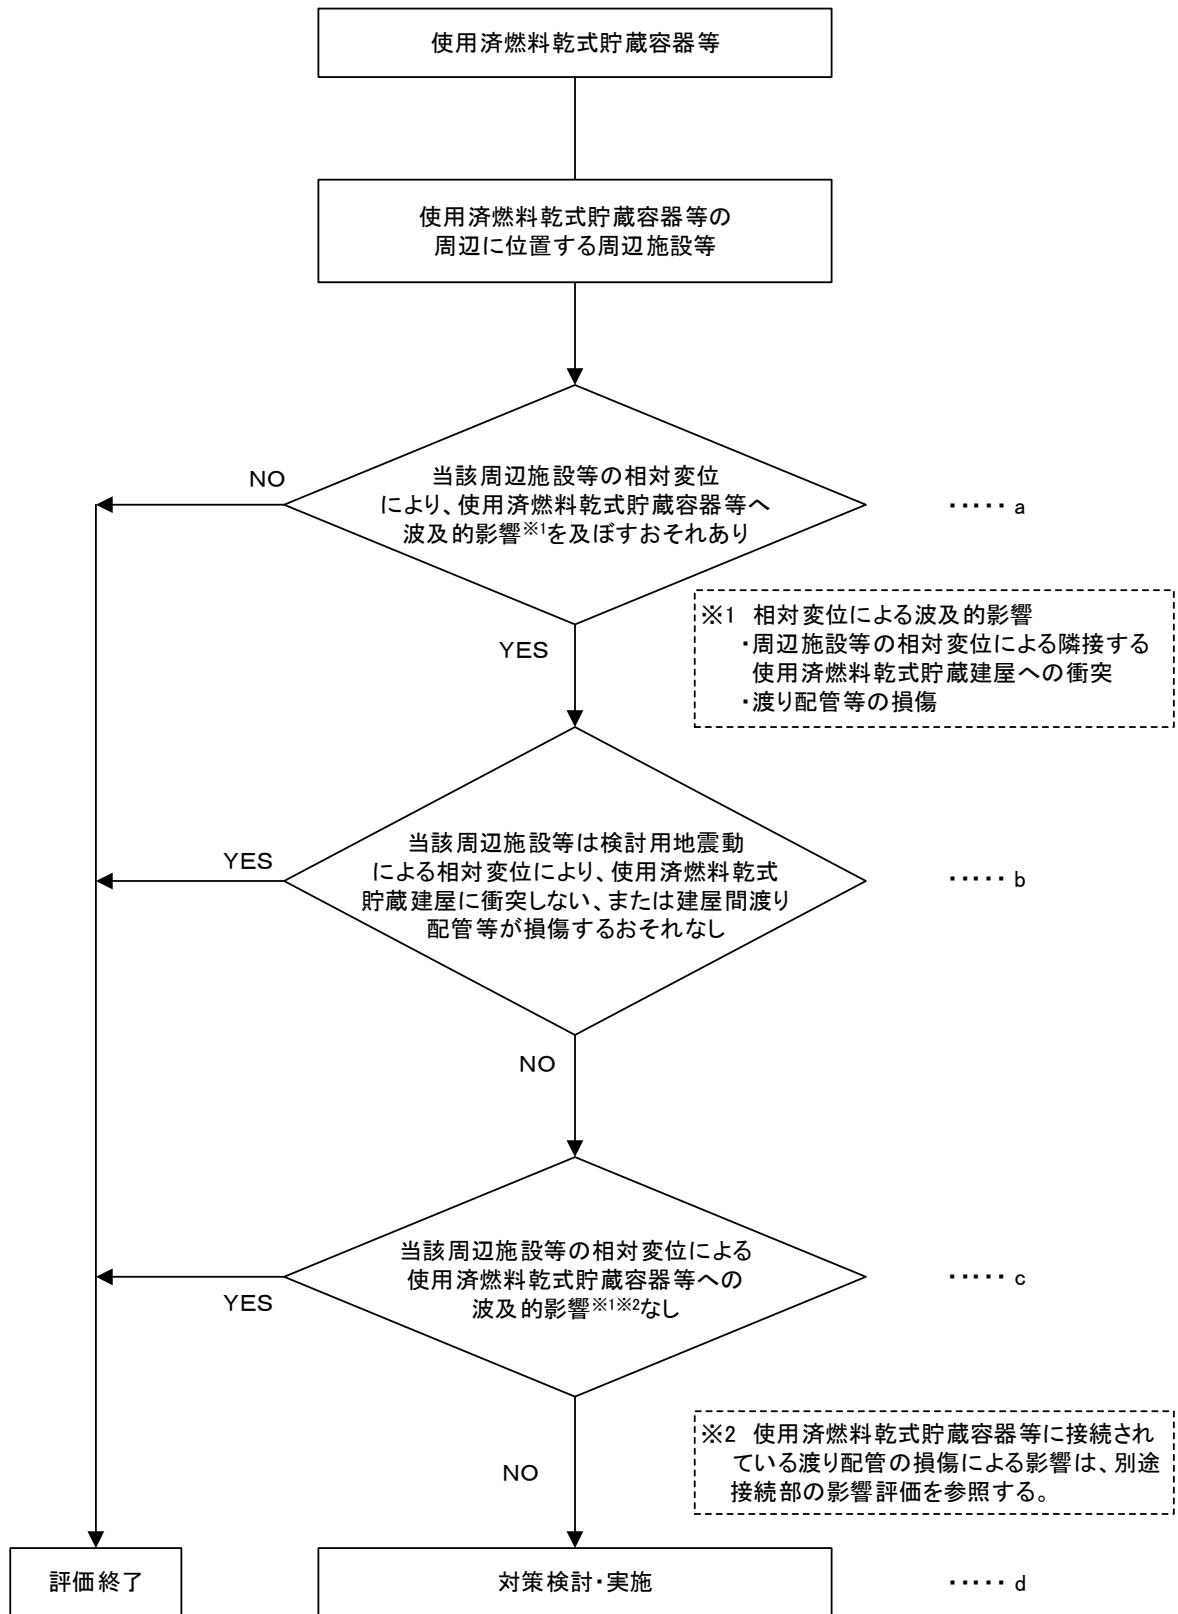 使用済燃料乾式貯蔵容器等
使用済燃料乾式貯蔵容器等の
周辺に位置する周辺施設等
当該周辺施設等の相対変位
により、使用済燃料乾式貯蔵容器等へ
波及的影響※1を及ぼすおそれあり
NO
・・・・・ a
YES
※1 相対変位による波及的影響
・周辺施設等の相対変位による隣接する
使用済燃料乾式貯蔵建屋への衝突
・渡り配管等の損傷
当該周辺施設等は検討用地震動
による相対変位により、使用済燃料乾式
貯蔵建屋に衝突しない、または建屋間渡り
配管等が損傷するおそれなし
YES
・・・・・ b
NO
当該周辺施設等の相対変位による
使用済燃料乾式貯蔵容器等への
波及的影響※1※2なし
YES
・・・・・ c
NO
※2 使用済燃料乾式貯蔵容器等に接続され
ている渡り配管の損傷による影響は、別途
接続部の影響評価を参照する。
評価終了
対策検討・実施
・・・・・ d